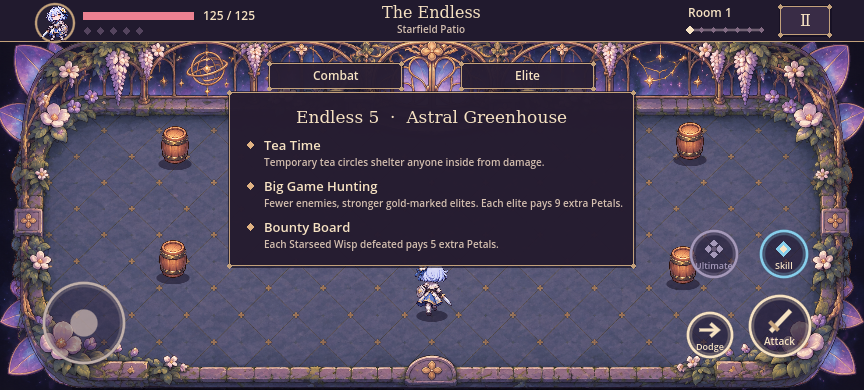 125 / 125
The Endless
Starfield Patio
Room 1
II
Combat
Elite
Endless 5 · Astral Greenhouse
Tea Time
Temporary tea circles shelter anyone inside from damage.
Big Game Hunting
Fewer enemies, stronger gold-marked elites. Each elite pays 9 extra Petals.
Bounty Board
Each Starseed Wisp defeated pays 5 extra Petals.
Ultimate
Skill
Dodge
Attack